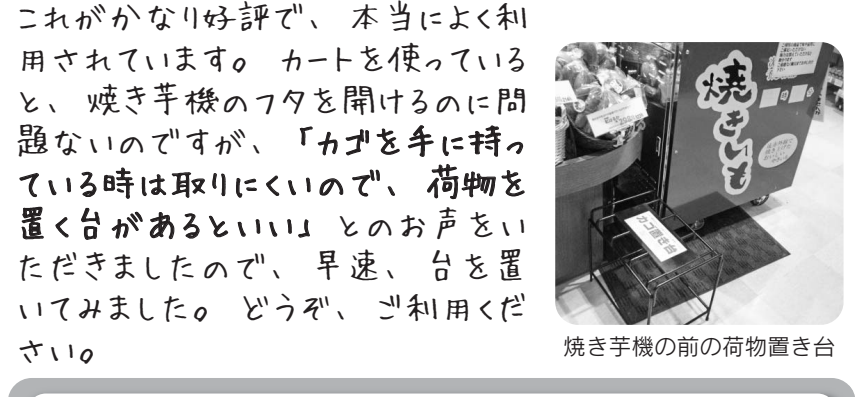 これがかなり好評で、本当によく利
用されています。カートを使っている
と、焼き芋機のフタを開けるのに問
題ないのですが、「カゴを手に持っ
ている時は取りにくいので、荷物を
置く台があるといい」とのお声をい
ただきましたので、早速、台を置
いてみました。どうぞ、ご利用くだ
さい。
焼きいも
カゴ置き台
焼き芋機の前の荷物置き台